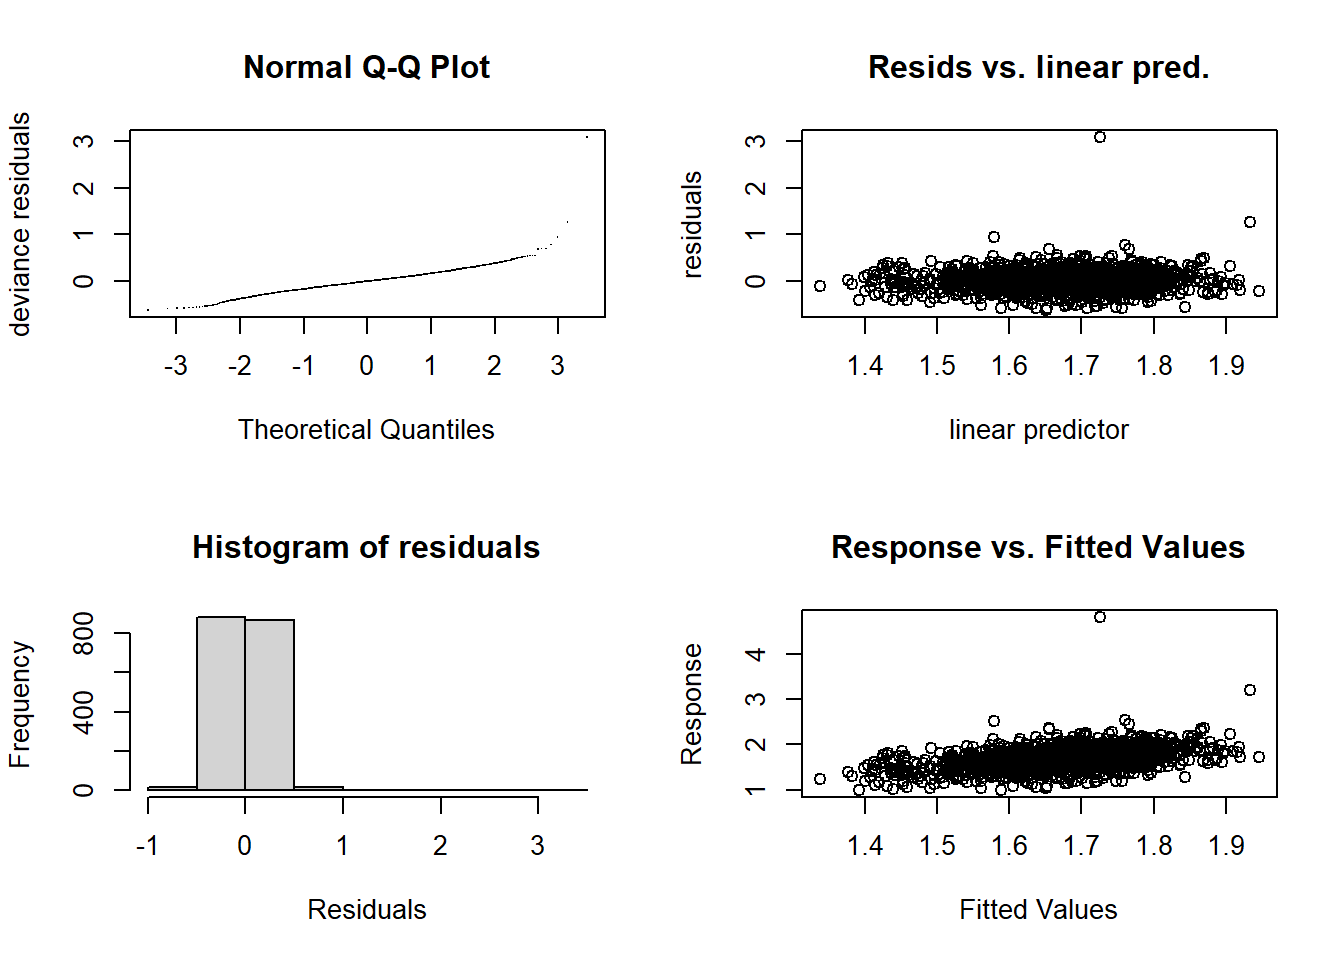 Normal Q-Q Plot
deviance residuals
0 1 2 3
-3 -2 -1 0 1 2 3
Theoretical Quantiles
Resids vs. linear pred.
residuals
0 1 2 3
1.4 1.5 1.6 1.7 1.8 1.9
linear predictor
Histogram of residuals
Frequency
0 400 800
-1 0 1 2 3
Residuals
Response vs. Fitted Values
Response
1 2 3 4
1.4 1.5 1.6 1.7 1.8 1.9
Fitted Values